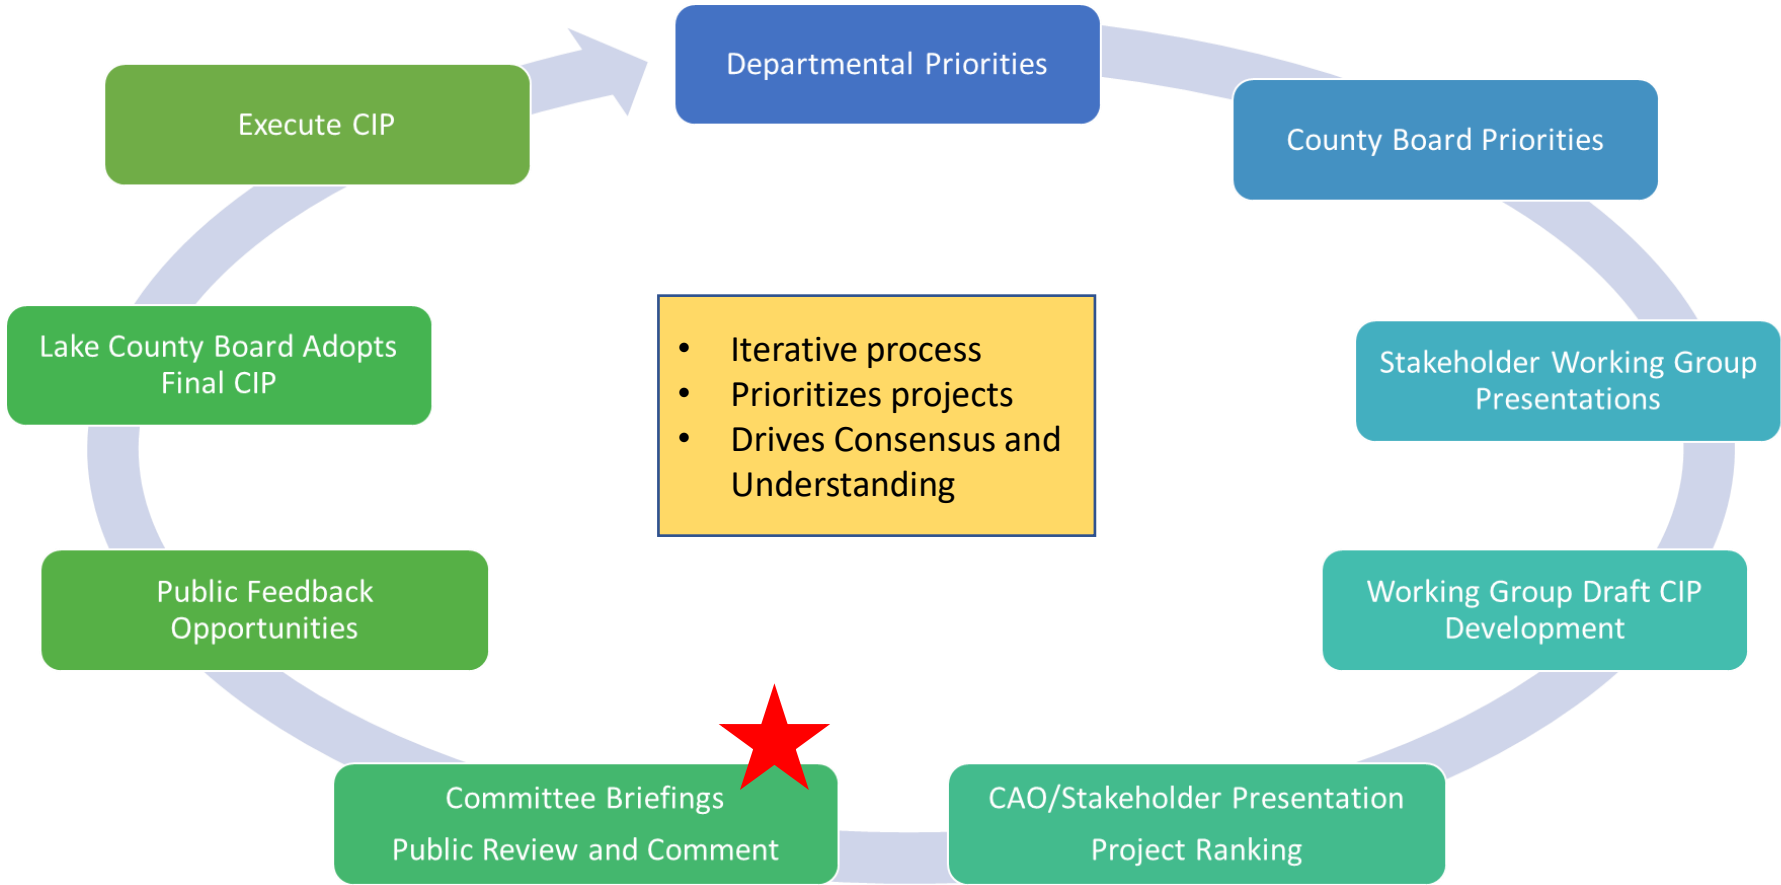 Departmental Priorities
County Board Priorities
Stakeholder Working Group
Presentations
Working Group Draft CIP
Development
CAO/Stakeholder Presentation
Project Ranking
Committee Briefings
Public Review and Comment
Public Feedback
Opportunities
Lake County Board Adopts
Final CIP
Execute CIP
• Iterative process
• Prioritizes projects
• Drives Consensus and
Understanding